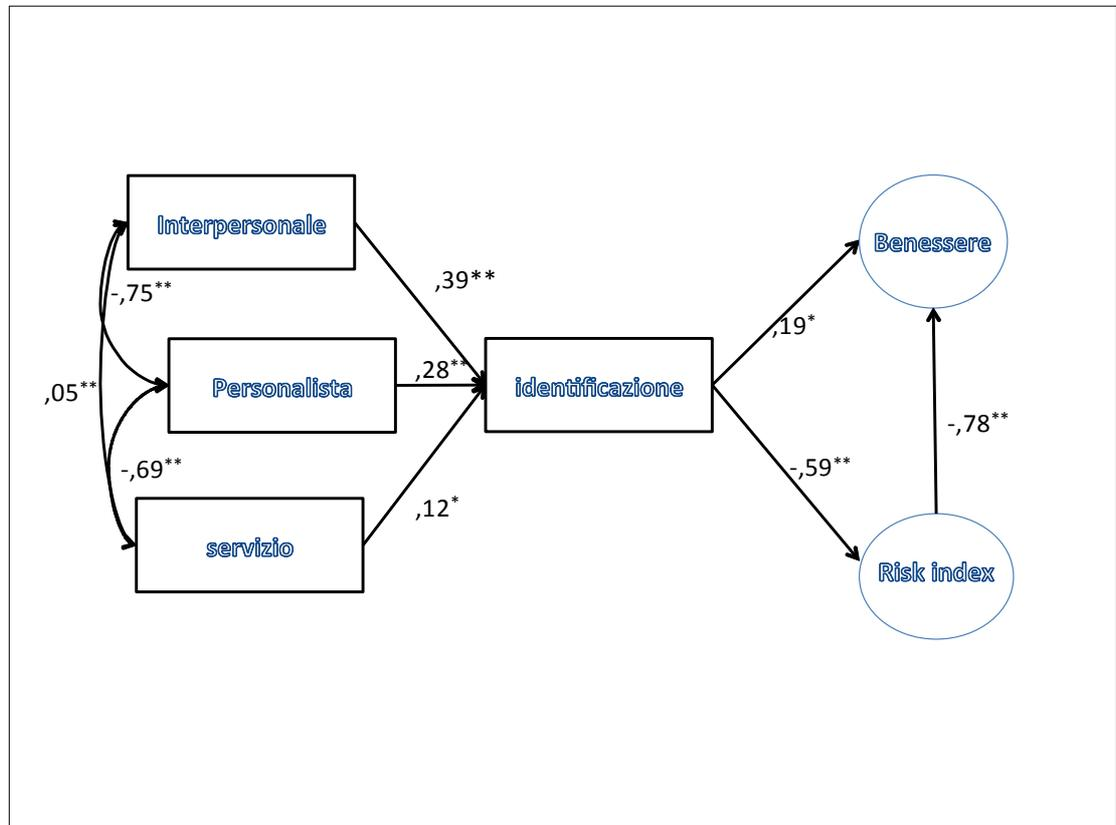 Interpersonale
Benessere
,39**
-,75**
,19*
,28**
Personalista
identificazione
,05**
-,78**
-,69**
-,59**
,12*
servizio
Risk index